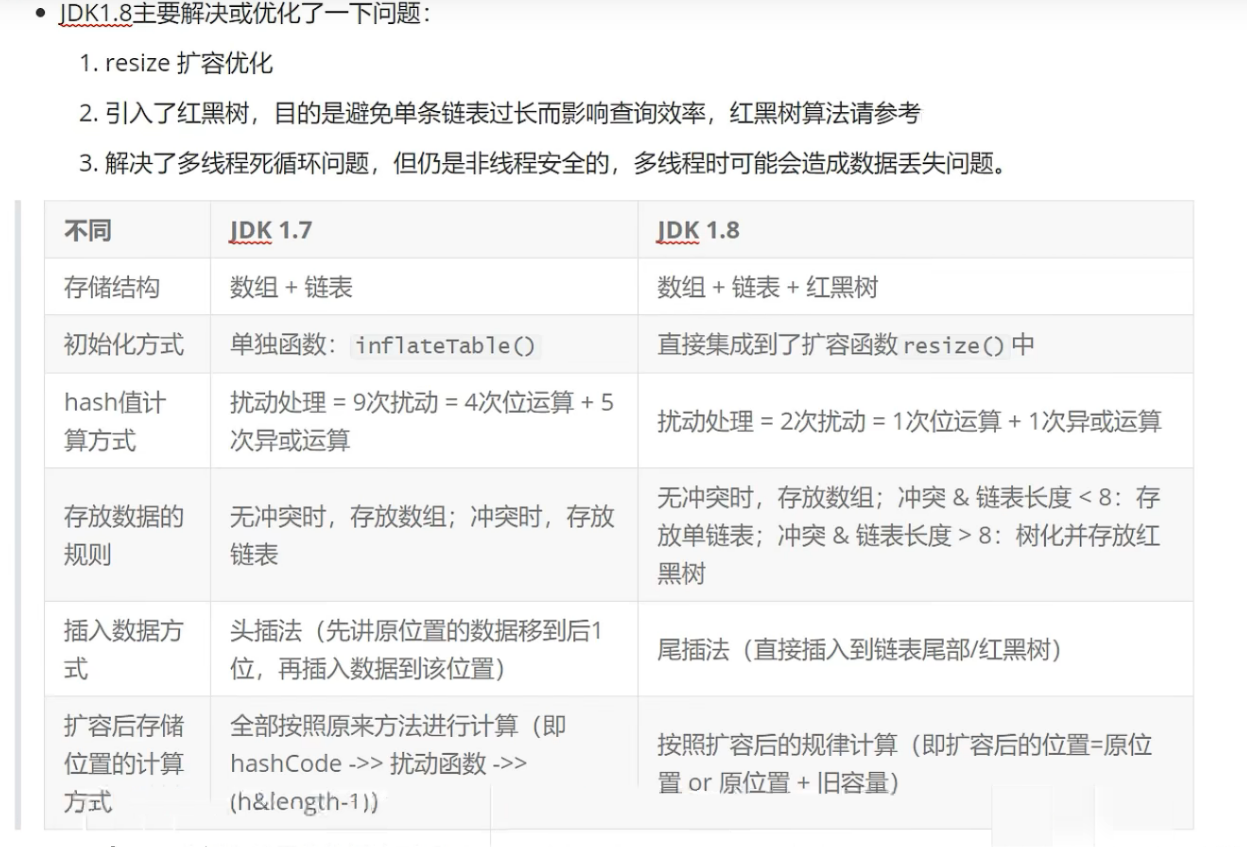 • JDK1.8主要解决或优化了一下问题：
1. resize 扩容优化
2. 引入了红黑树，目的是避免单条链表过长而影响查询效率，红黑树算法请参考
3. 解决了多线程死循环问题，但仍是非线程安全的，多线程时可能会造成数据丢失问题。
不同 JDK 1.7 JDK 1.8
存储结构 数组 + 链表 数组 + 链表 + 红黑树
初始化方式 单独函数：inflateTable() 直接集成到了扩容函数resize()中
hash值计
算方式
扰动处理 = 9次扰动 = 4次位运算 + 5
次异或运算
扰动处理 = 2次扰动 = 1次位运算 + 1次异或运算
存放数据的
规则
无冲突时，存放数组；冲突时，存放
链表
无冲突时，存放数组；冲突 & 链表长度 < 8：存
放单链表；冲突 & 链表长度 > 8：树化并存放红
黑树
插入数据方
式
头插法（先讲原位置的数据移到后1
位，再插入数据到该位置）
尾插法（直接插入到链表尾部/红黑树）
扩容后存储
位置的计算
方式
全部按照原来方法进行计算（即
hashCode ->> 扰动函数 ->>
(h&length-1)）
按照扩容后的规律计算（即扩容后的位置=原位
置 or 原位置 + 旧容量）